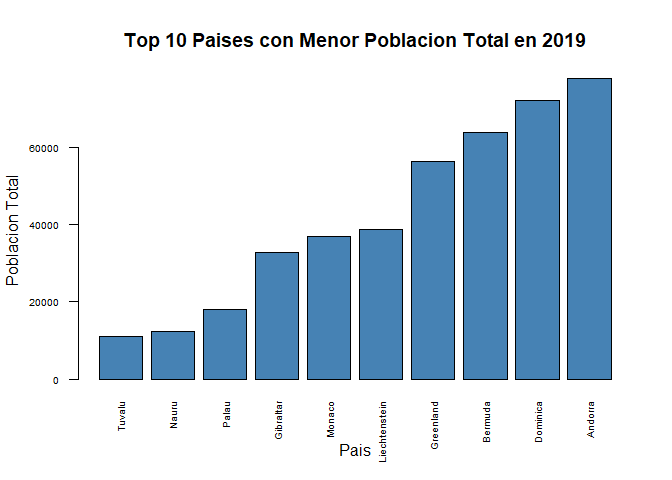 Top 10 Paises con Menor Poblacion Total en 2019
Poblacion Total
60000
40000
20000
0
Tuvalu
Nauru
Palau
Gibraltar
Monaco
Liechtenstein
Greenland
Bermuda
Dominica
Andorra
Pais